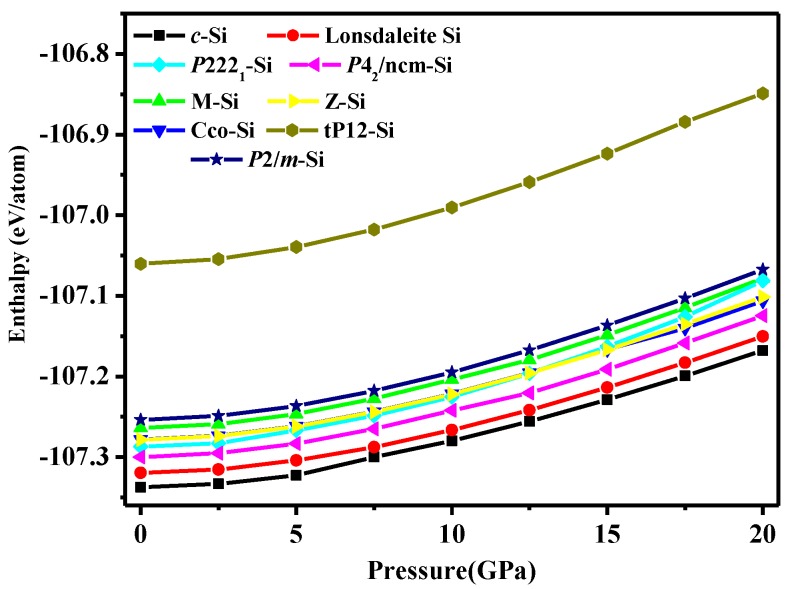 c-Si Lonsdaleite Si
P222₁-Si P4₂/ncm-Si
M-Si Z-Si
Cco-Si tP12-Si
P2/m-Si
Enthalpy (eV/atom)
-106.8
-106.9
-107.0
-107.1
-107.2
-107.3
0 5 10 15 20
Pressure(GPa)